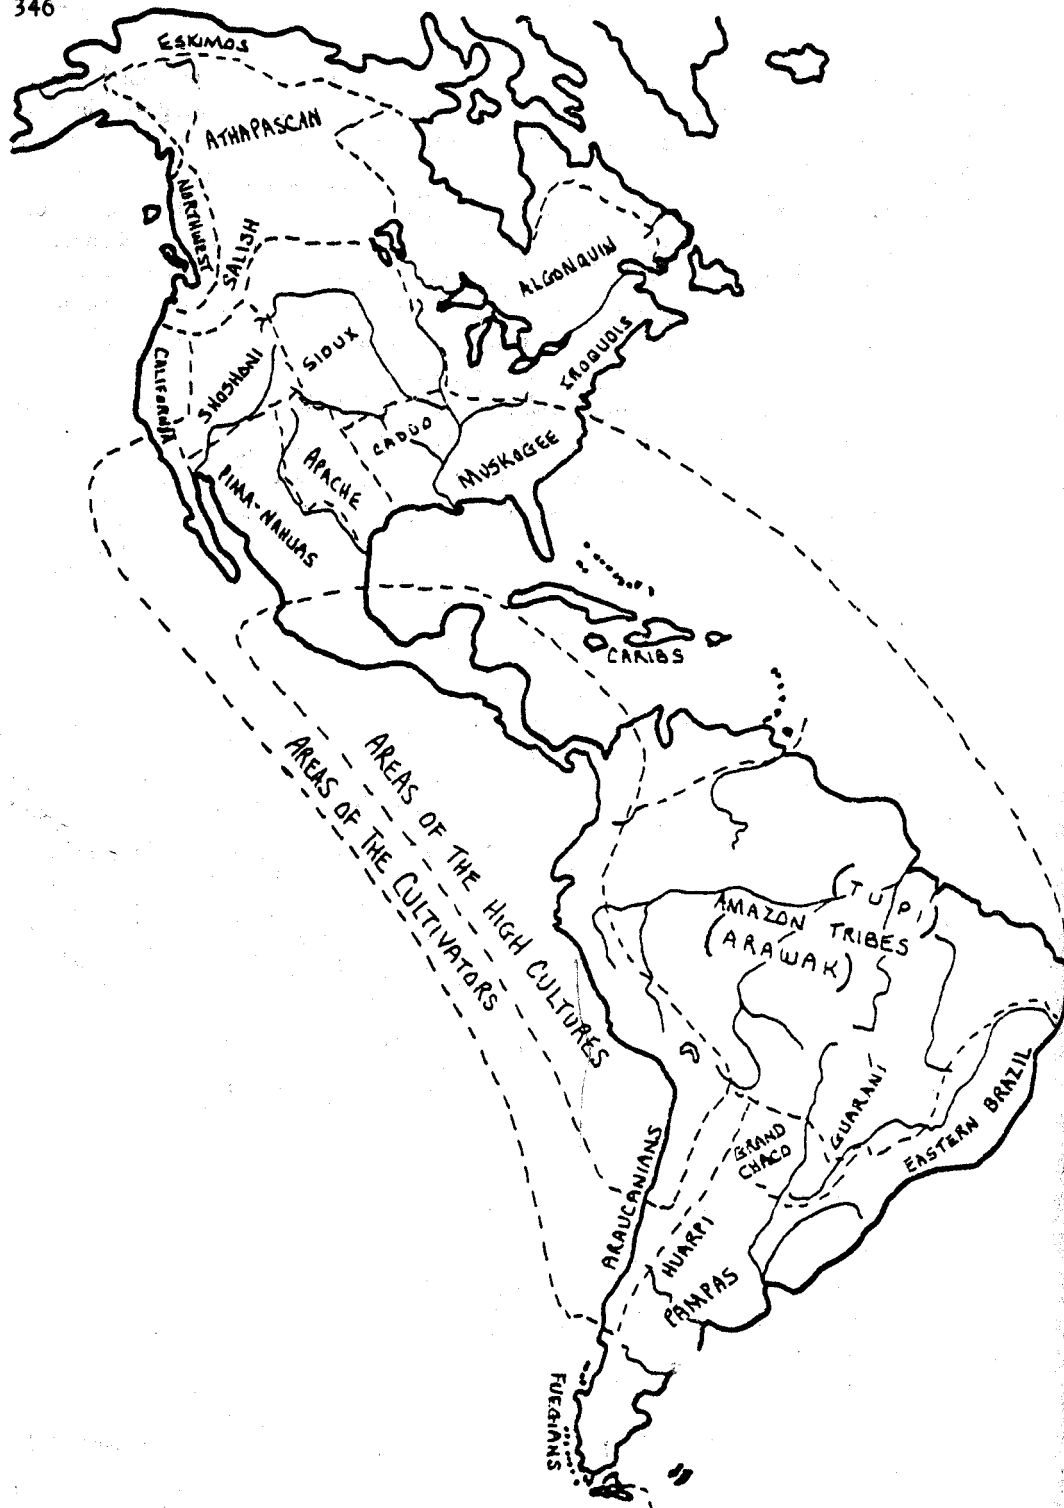 346
ESKIMOS
ATHAPASCAN
NORTHWEST
SALISH
ALGONQUIN
IROQUOIS
CALIFORNIA
SHOSHONI
SIOUX
CADDO
MUSKOGEE
APACHE
PIMA-NAHUAS
CARIBS
AREAS OF THE HIGH CULTURES
AREAS OF THE CULTIVATORS
(TUPI)
AMAZON TRIBES
(ARAWAK)
GUARANI
EASTERN BRAZIL
GRAND
CHACO
ARAUCANIANS
HUARPI
PAMPAS
FUEGIANS